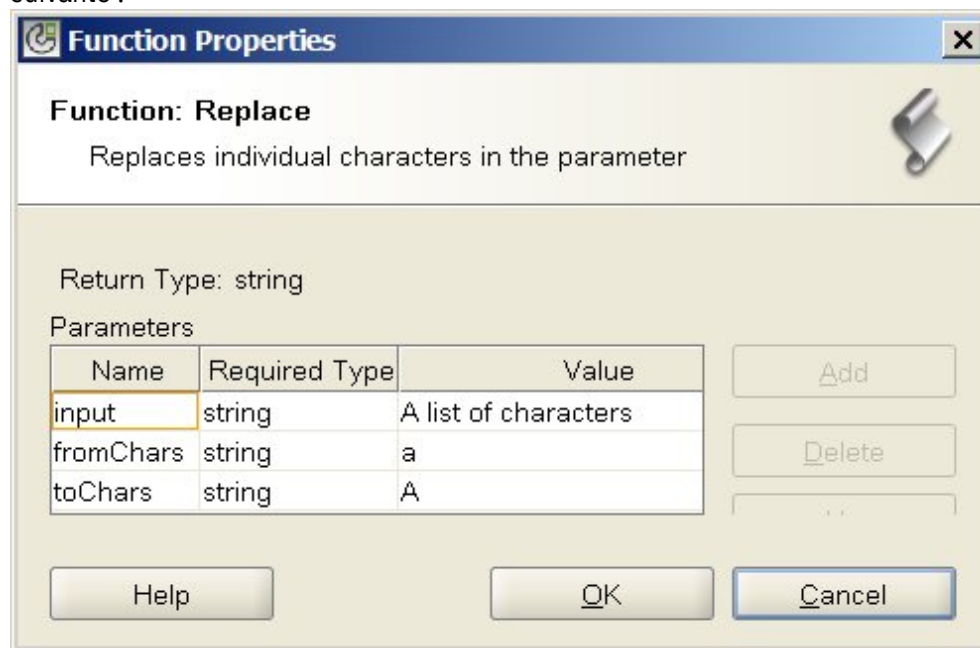 suivante :
Function Properties
Function: Replace
Replaces individual characters in the parameter
Return Type: string
Parameters
Name Required Type Value
input string A list of characters
fromChars string a
toChars string A
Add
Delete
Help
OK
Cancel